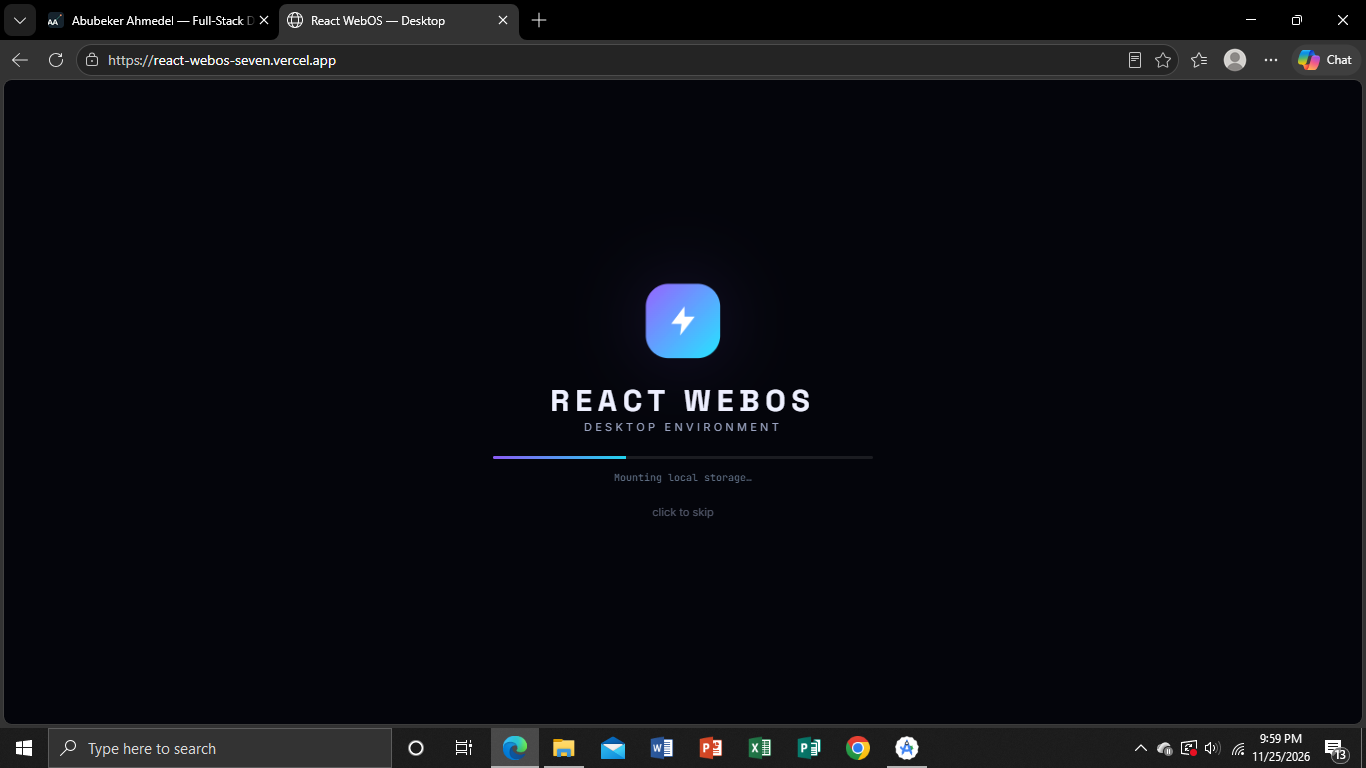 Abubeker Ahmedel — Full-Stack D
React WebOS — Desktop
https://react-webos-seven.vercel.app
Chat
REACT WEBOS
DESKTOP ENVIRONMENT
Mounting local storage…
click to skip
Type here to search
9:59 PM
11/25/2026
13